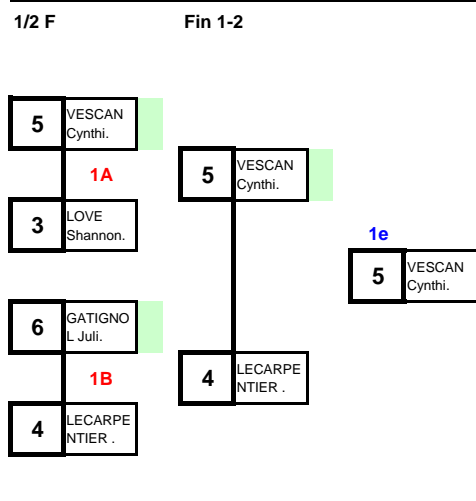 1/2 F
Fin 1-2
5
VESCAN
Cynthi.
1A
3
LOVE
Shannon.
6
GATIGNO
L Juli.
1B
4
LECARPE
NTIER .
5
VESCAN
Cynthi.
4
LECARPE
NTIER .
1e
5
VESCAN
Cynthi.